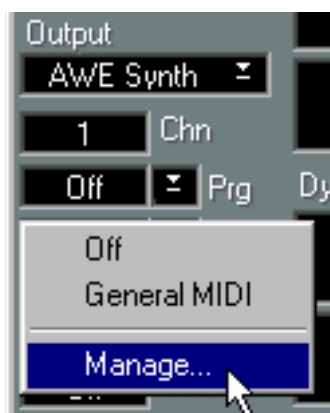 Output
AWE Synth
1 Chn
Off Prg Dy
Off
General MIDI
Manage...